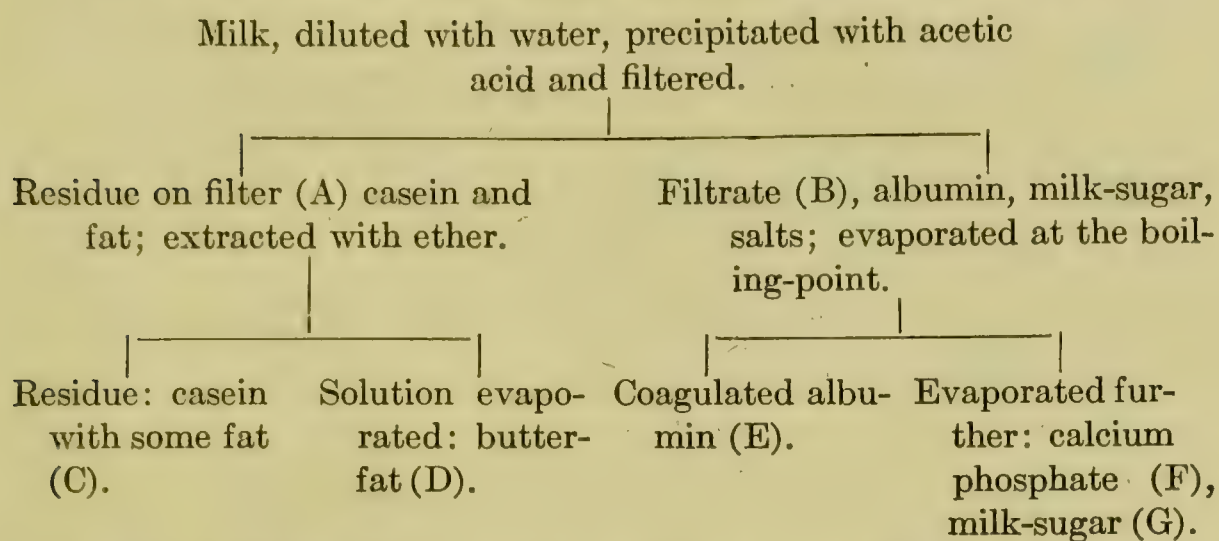 Milk, diluted with water, precipitated with acetic
acid and filtered.
Residue on filter (A) casein and
fat; extracted with ether.
Filtrate (B), albumin, milk-sugar,
salts; evaporated at the boil-
ing-point.
Residue: casein
with some fat
(C).
Solution evapo-
rated: butter-
fat (D).
Coagulated albu-
min (E).
Evaporated fur-
ther: calcium
phosphate (F),
milk-sugar (G).